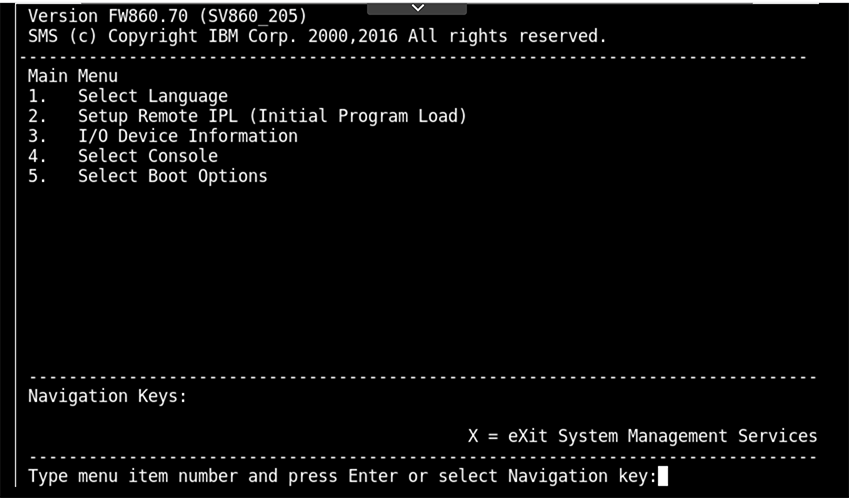 Version FW860.70 (SV860_205)
SMS (c) Copyright IBM Corp. 2000,2016 All rights reserved.
-------------------------------------------------------------------------------
Main Menu
1.   Select Language
2.   Setup Remote IPL (Initial Program Load)
3.   I/O Device Information
4.   Select Console
5.   Select Boot Options
-------------------------------------------------------------------------------
Navigation Keys:
X = eXit System Management Services
-------------------------------------------------------------------------------
Type menu item number and press Enter or select Navigation key: